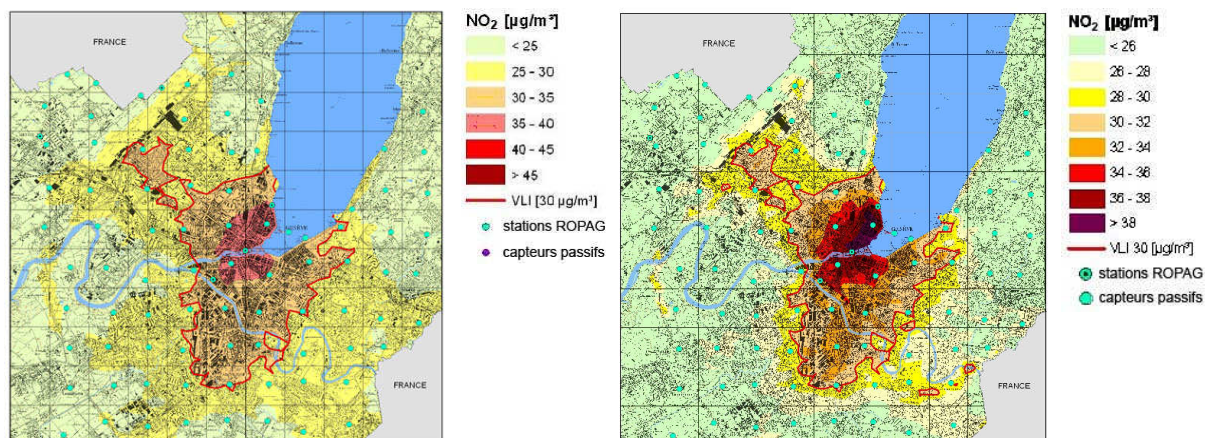 FRANCE
FRANCE
NO₂ [µg/m³]
< 25
25 - 30
30 - 35
35 - 40
40 - 45
> 45
VLI [30 µg/m³]
stations ROPAG
capteurs passifs
FRANCE
GENÈVE
FRANCE
NO₂ [µg/m³]
< 26
26 - 28
28 - 30
30 - 32
32 - 34
34 - 36
36 - 38
> 38
VLI 30 [µg/m³]
stations ROPAG
capteurs passifs